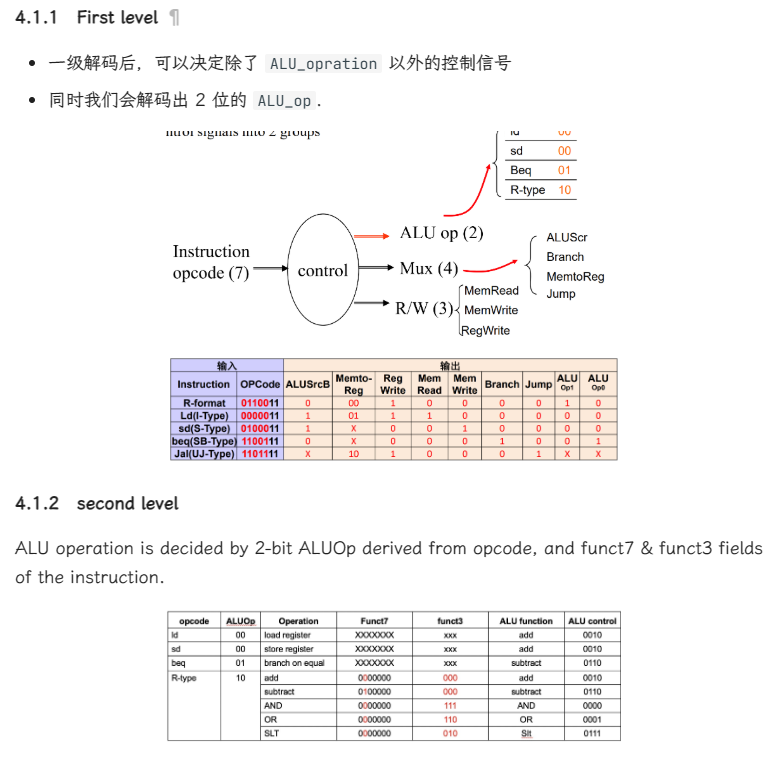 4.1.1 First level ¶
• 一级解码后，可以决定除了 ALU_opration 以外的控制信号
• 同时我们会解码出 2 位的 ALU_op .
ntrol signals into 2 groups
ld 00
sd 00
Beq 01
R-type 10
Instruction
opcode (7)
control
ALU op (2)
Mux (4)
R/W (3)
ALUScr
Branch
MemtoReg
Jump
MemRead
MemWrite
RegWrite
输入 输出
Instruction OPCode ALUSrcB Memto-Reg Reg Write Mem Read Mem Write Branch Jump ALU Op1 ALU Op0
R-format 0110011 0 00 1 0 0 0 0 1 0
Ld(I-Type) 0000011 1 01 1 1 0 0 0 0 0
sd(S-Type) 0100011 1 X 0 0 1 0 0 0 0
beq(SB-Type) 1100111 0 X 0 0 0 1 0 0 1
Jal(UJ-Type) 1101111 X 10 1 0 0 0 1 X X
4.1.2 second level
ALU operation is decided by 2-bit ALUOp derived from opcode, and funct7 & funct3 fields
of the instruction.
opcode ALUOp Operation Funct7 funct3 ALU function ALU control
ld 00 load register XXXXXXX xxx add 0010
sd 00 store register XXXXXXX xxx add 0010
beq 01 branch on equal XXXXXXX xxx subtract 0110
R-type 10 add 0000000 000 add 0010
subtract 0100000 000 subtract 0110
AND 0000000 111 AND 0000
OR 0000000 110 OR 0001
SLT 0000000 010 Slt 0111